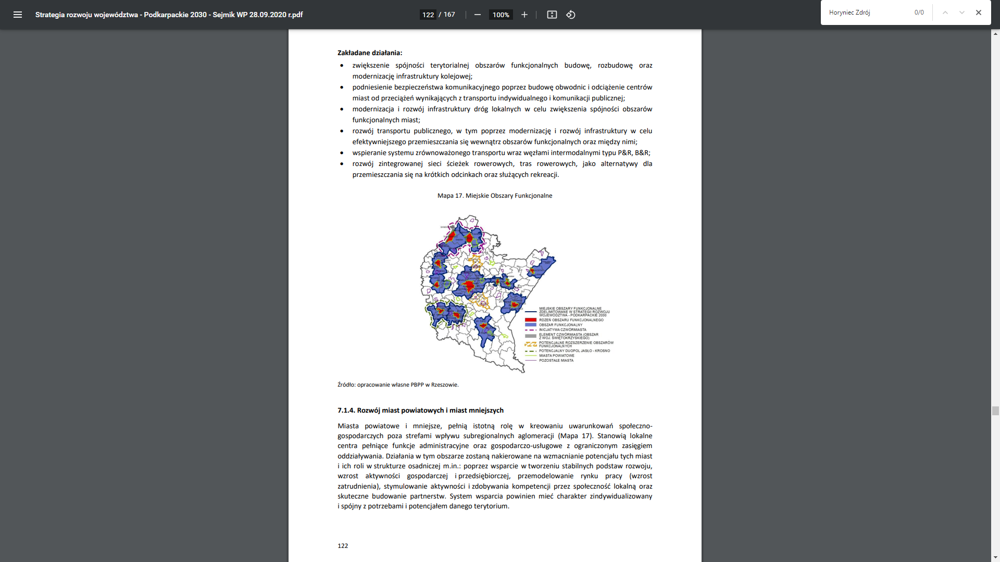 Strategia rozwoju województwa - Podkarpackie 2030 - Sejmik WP 28.09.2020 r.pdf
122 / 167
100%
Horyniec Zdrój 0/0
Zakładane działania:
• zwiększenie spójności terytorialnej obszarów funkcjonalnych budowę, rozbudowę oraz
modernizację infrastruktury kolejowej;
• podniesienie bezpieczeństwa komunikacyjnego poprzez budowę obwodnic i odciążenie centrów
miast od przeciążeń wynikających z transportu indywidualnego i komunikacji publicznej;
• modernizacja i rozwój infrastruktury dróg lokalnych w celu zwiększenia spójności obszarów
funkcjonalnych miast;
• rozwój transportu publicznego, w tym poprzez modernizację i rozwój infrastruktury w celu
efektywniejszego przemieszczania się wewnątrz obszarów funkcjonalnych oraz między nimi;
• wspieranie systemu zrównoważonego transportu wraz węzłami intermodalnymi typu P&R, B&R;
• rozwój zintegrowanej sieci ścieżek rowerowych, tras rowerowych, jako alternatywy dla
przemieszczania się na krótkich odcinkach oraz służących rekreacji.
Mapa 17. Miejskie Obszary Funkcjonalne
MIEJSKIE OBSZARY FUNKCJONALNE
ZDELIMITOWANE W STRATEGII ROZWOJU
WOJEWÓDZTWA - PODKARPACKIE 2030
RDZEŃ OBSZARU FUNKCJONALNEGO
OBSZAR FUNKCJONALNY
INICJATYWA CZWÓRMIASTA
ELEMENT CZWÓRMIASTA (OBSZAR
Z WOJ. ŚWIĘTOKRZYSKIEGO)
POTENCJALNE ROZSZERZENIE OBSZARÓW
FUNKCJONALNYCH
POTENCJALNY DUOPOL JASŁO - KROSNO
MIASTA POWIATOWE
POZOSTAŁE MIASTA
Źródło: opracowanie własne PBPP w Rzeszowie.
7.1.4. Rozwój miast powiatowych i miast mniejszych
Miasta powiatowe i mniejsze, pełnią istotną rolę w kreowaniu uwarunkowań społeczno-
gospodarczych poza strefami wpływu subregionalnych aglomeracji (Mapa 17). Stanowią lokalne
centra pełniące funkcje administracyjne oraz gospodarczo-usługowe z ograniczonym zasięgiem
oddziaływania. Działania w tym obszarze zostaną nakierowane na wzmacnianie potencjału tych miast
i ich roli w strukturze osadniczej m.in.: poprzez wsparcie w tworzeniu stabilnych podstaw rozwoju,
wzrost aktywności gospodarczej i przedsiębiorczej, przemodelowanie rynku pracy (wzrost
zatrudnienia), stymulowanie aktywności i zdobywania kompetencji przez społeczność lokalną oraz
skuteczne budowanie partnerstw. System wsparcia powinien mieć charakter zindywidualizowany
i spójny z potrzebami i potencjałem danego terytorium.
122